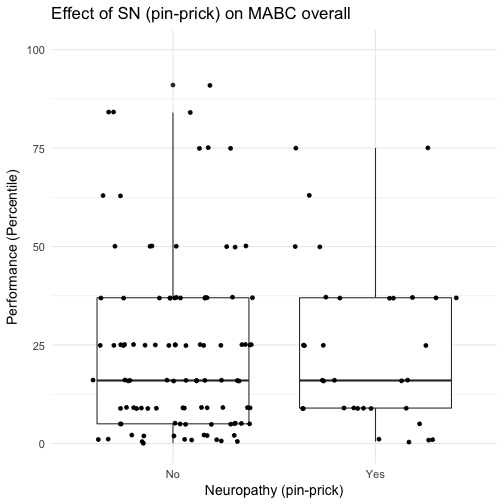 Effect of SN (pin-prick) on MABC overall
100
75
50
25
0
Performance (Percentile)
No
Yes
Neuropathy (pin-prick)